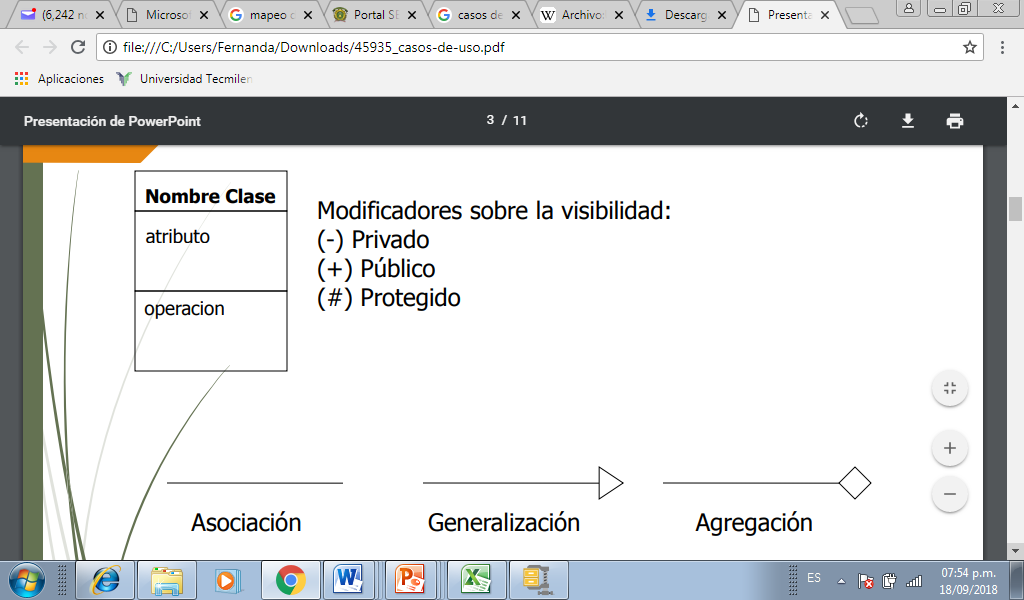 (6,242 n
Microsof
mapeo c
Portal SE
casos de
Archivo:
Descarg
Presenta
file:///C:/Users/Fernanda/Downloads/45935_casos-de-uso.pdf
Aplicaciones
Universidad Tecmilen
Presentación de PowerPoint
3 / 11
Nombre Clase
atributo
operacion
Modificadores sobre la visibilidad:
(-) Privado
(+) Público
(#) Protegido
Asociación
Generalización
Agregación
ES
07:54 p.m.
18/09/2018